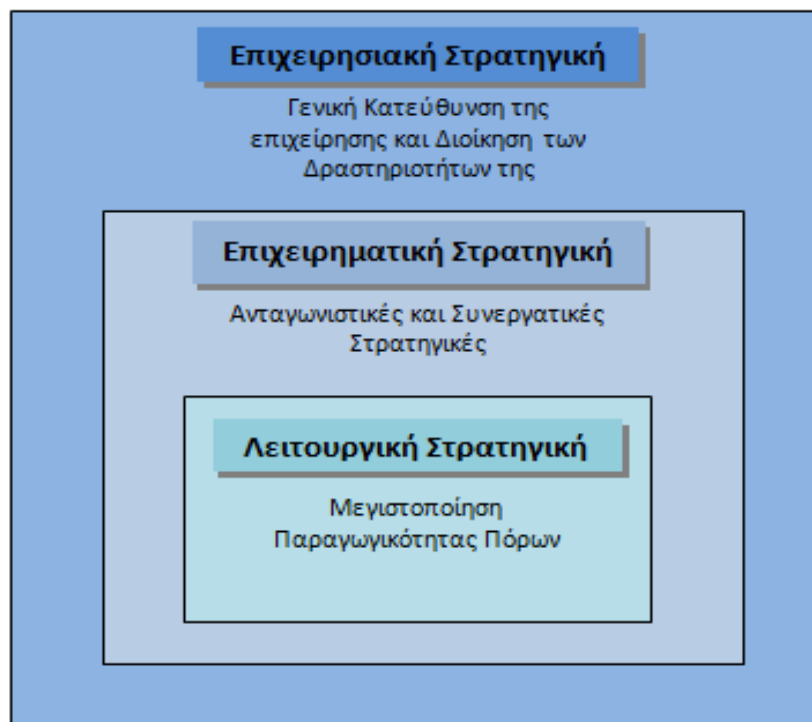 Επιχειρησιακή Στρατηγική
Γενική Κατεύθυνση της
επιχείρησης και Διοίκηση των
Δραστηριοτήτων της
Επιχειρηματική Στρατηγική
Ανταγωνιστικές και Συνεργατικές
Στρατηγικές
Λειτουργική Στρατηγική
Μεγιστοποίηση
Παραγωγικότητας Πόρων